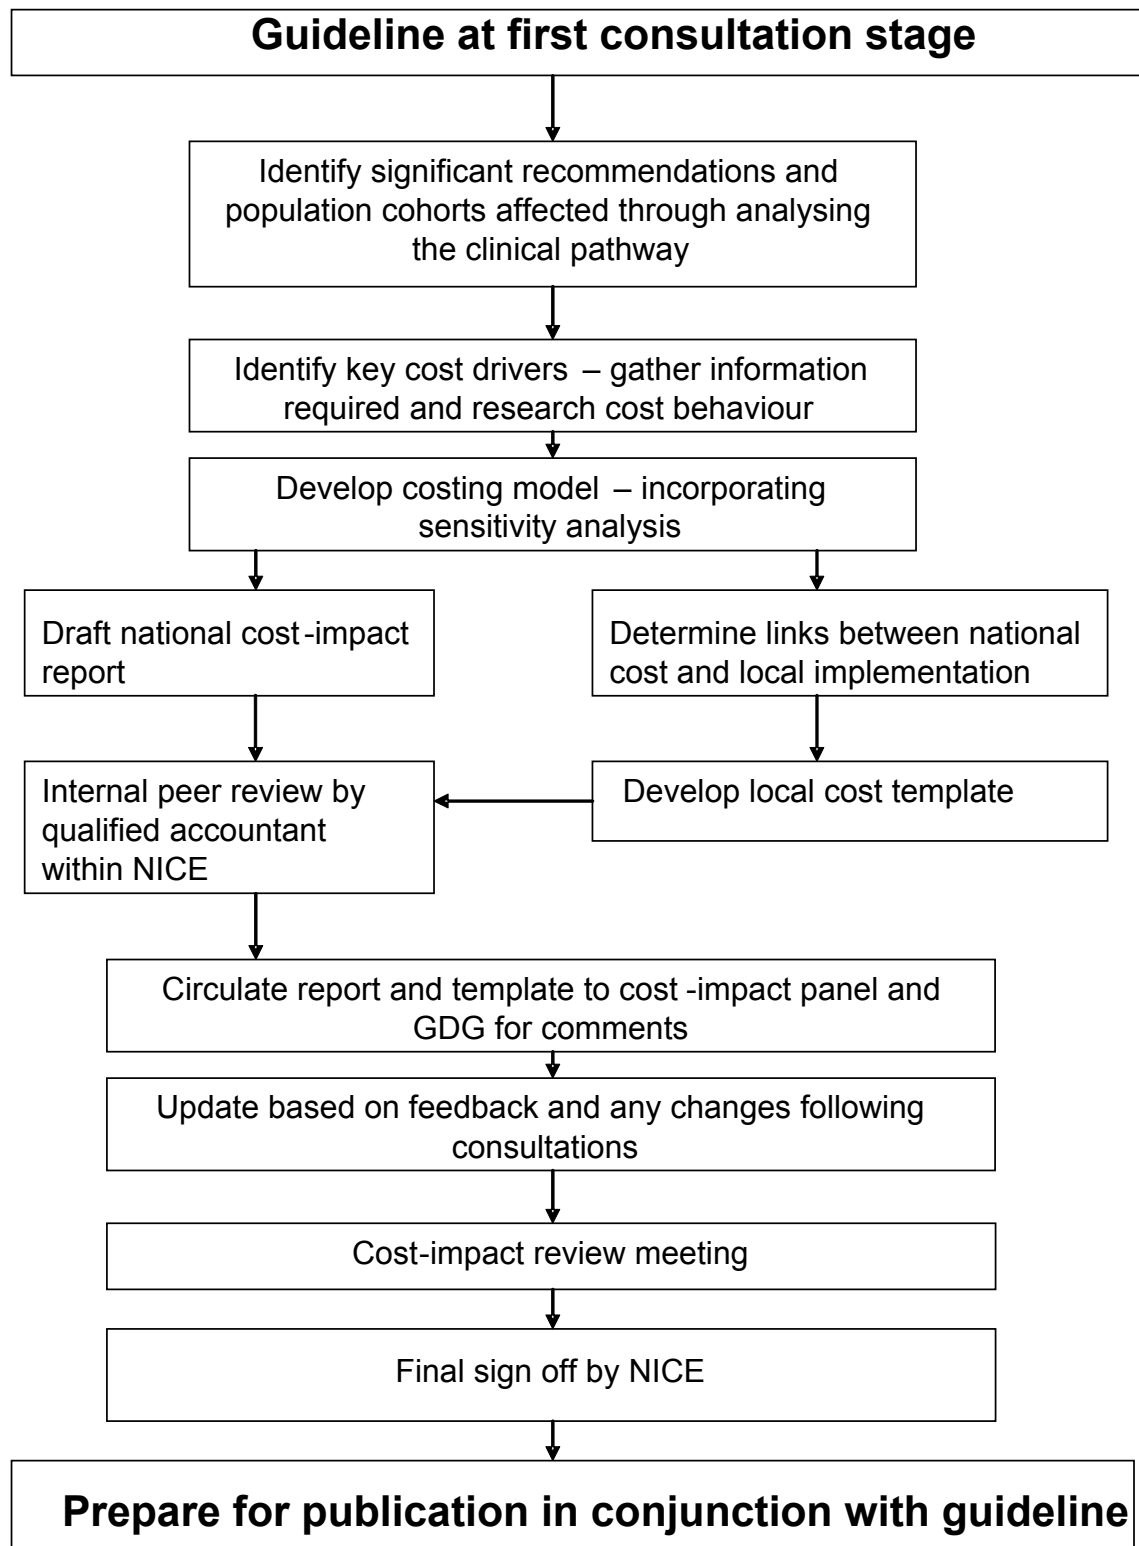 Guideline at first consultation stage
Identify significant recommendations and
population cohorts affected through analysing
the clinical pathway
Identify key cost drivers – gather information
required and research cost behaviour
Develop costing model – incorporating
sensitivity analysis
Draft national cost-impact
report
Determine links between national
cost and local implementation
Internal peer review by
qualified accountant
within NICE
Develop local cost template
Circulate report and template to cost-impact panel and
GDG for comments
Update based on feedback and any changes following
consultations
Cost-impact review meeting
Final sign off by NICE
Prepare for publication in conjunction with guideline